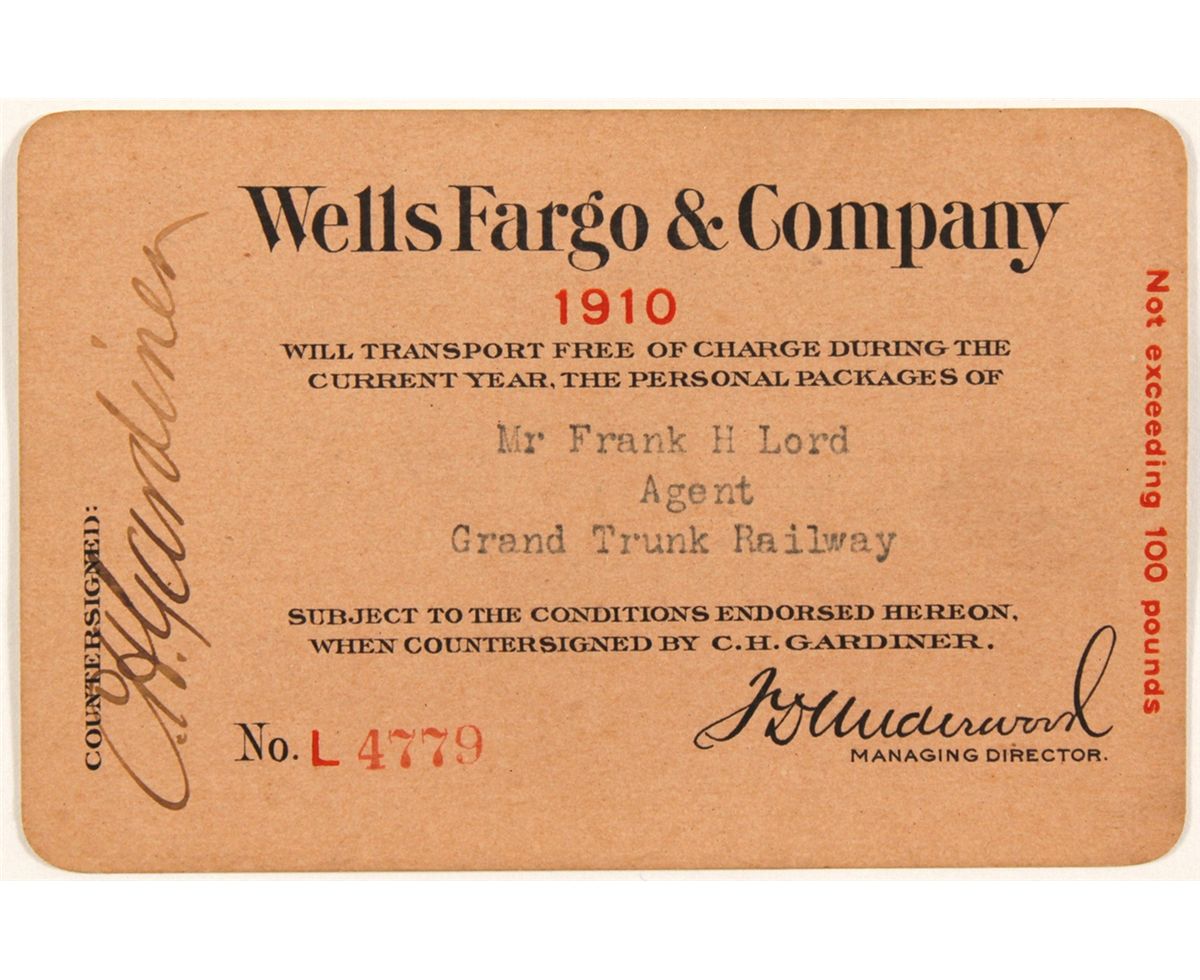 Wells Fargo & Company
1910
WILL TRANSPORT FREE OF CHARGE DURING THE
CURRENT YEAR, THE PERSONAL PACKAGES OF
Mr Frank H Lord
Agent
Grand Trunk Railway
SUBJECT TO THE CONDITIONS ENDORSED HEREON,
WHEN COUNTERSIGNED BY C.H. GARDINER.
No. L 4779
F D Underwood
MANAGING DIRECTOR.
COUNTERSIGNED:
C. H. Gardiner
Not exceeding 100 pounds